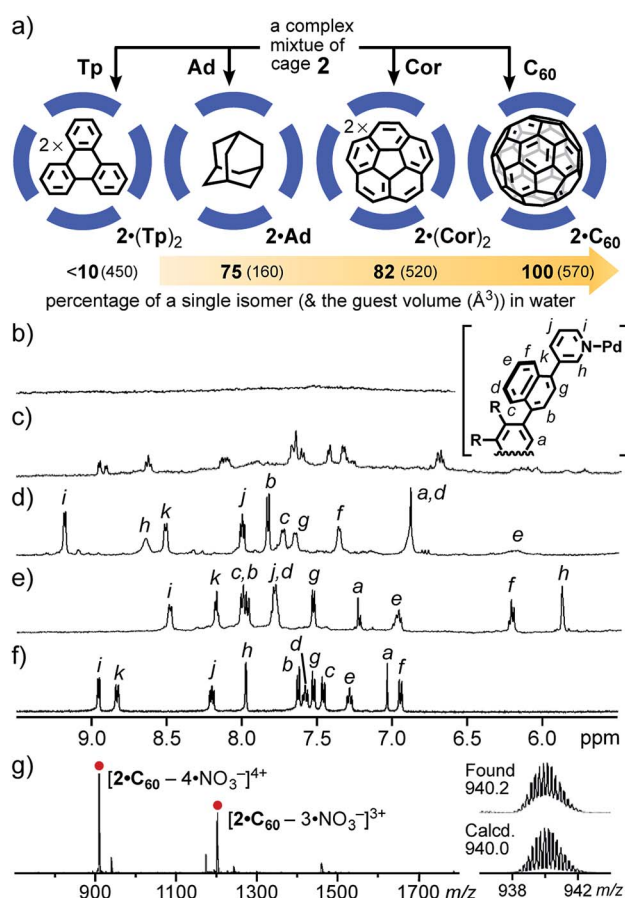 a)
a complex
mixtue of
cage 2
Tp
Ad
Cor
C60
2×
2×
2•(Tp)2
2•Ad
2•(Cor)2
2•C60
<10 (450)
75 (160)
82 (520)
100 (570)
percentage of a single isomer (& the guest volume (Å3)) in water
b)
j
i
k
N–Pd
f
h
e
g
d
c
b
R
R
a
c)
d)
i
h
k
j
b
c
g
f
a,d
e
e)
i
k
c,b
j,d
g
a
e
f
h
f)
i
k
j
h
b
d
g
c
e
a
f
9.0 8.5 8.0 7.5 7.0 6.5 6.0 ppm
g)
[2•C60 – 4•NO3–]4+
[2•C60 – 3•NO3–]3+
Found
940.2
Calcd.
940.0
900 1100 1300 1500 1700 m/z
938 942 m/z